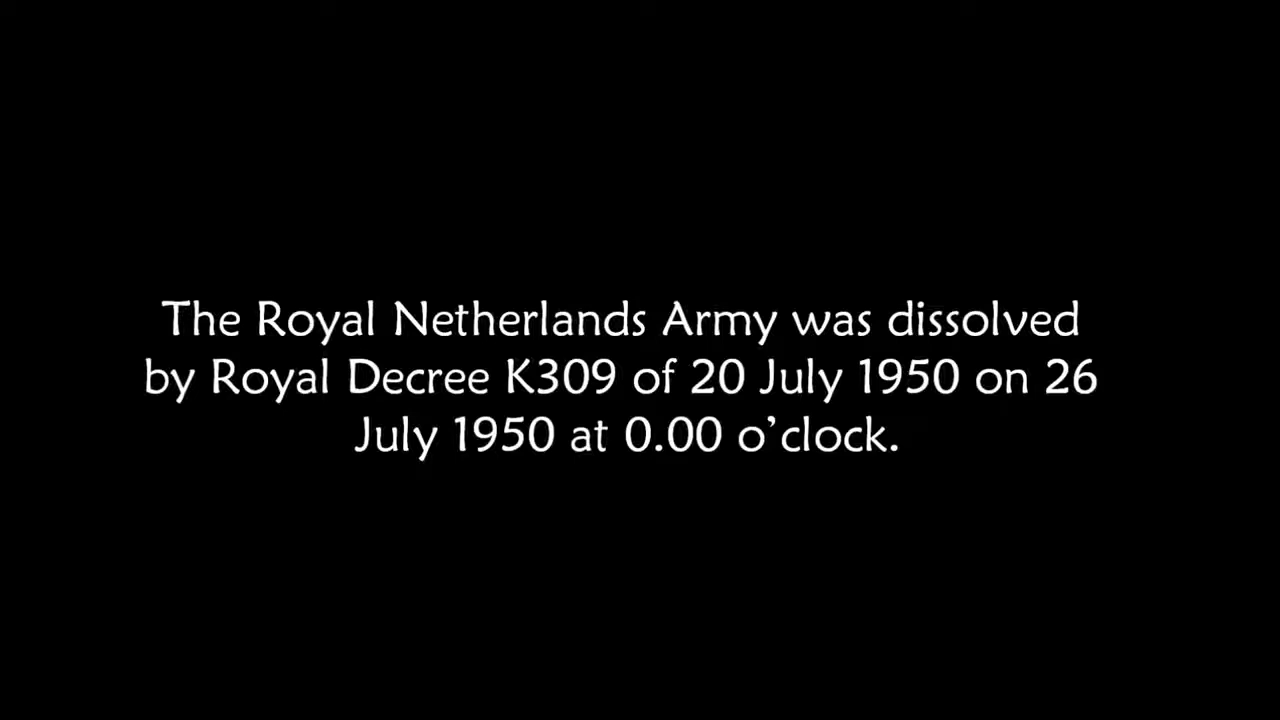 The Royal Netherlands Army was dissolved
by Royal Decree K309 of 20 July 1950 on 26
July 1950 at 0.00 o’clock.